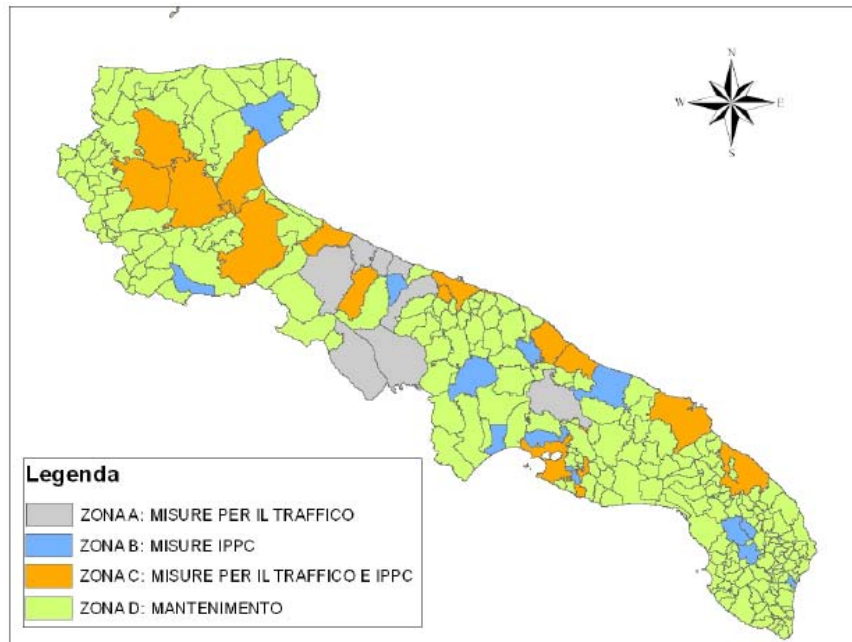 N
W E
S
Legenda
ZONA A: MISURE PER IL TRAFFICO
ZONA B: MISURE IPPC
ZONA C: MISURE PER IL TRAFFICO E IPPC
ZONA D: MANTENIMENTO